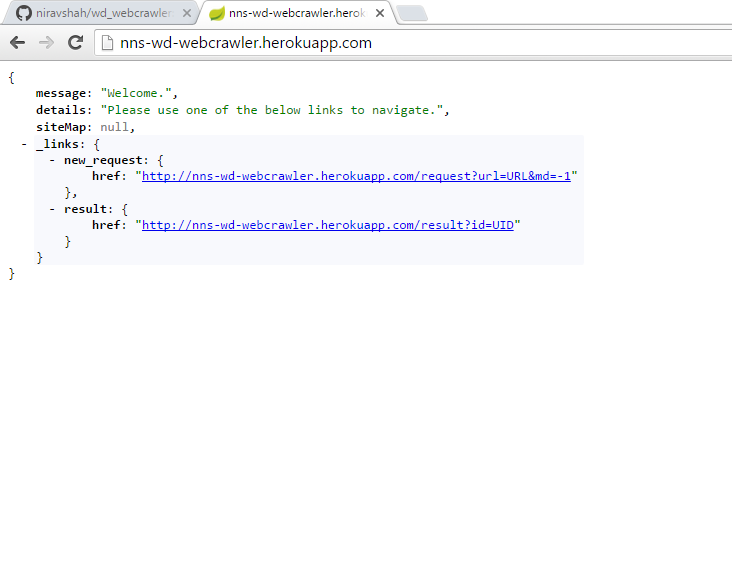 niravshah/wd_webcrawler
nns-wd-webcrawler.herok
nns-wd-webcrawler.herokuapp.com
{
message: "Welcome.",
details: "Please use one of the below links to navigate.",
siteMap: null,
- _links: {
- new_request: {
href: "http://nns-wd-webcrawler.herokuapp.com/request?url=URL&md=-1"
},
- result: {
href: "http://nns-wd-webcrawler.herokuapp.com/result?id=UID"
}
}
}